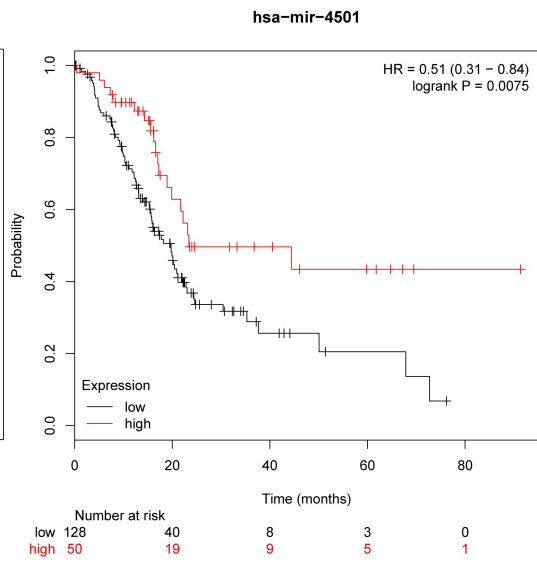 hsa-mir-4501
HR = 0.51 (0.31 − 0.84)
logrank P = 0.0075
Probability
1.0
0.8
0.6
0.4
0.2
0.0
Expression
low
high
0 20 40 60 80
Time (months)
Number at risk
low 128 40 8 3 0
high 50 19 9 5 1